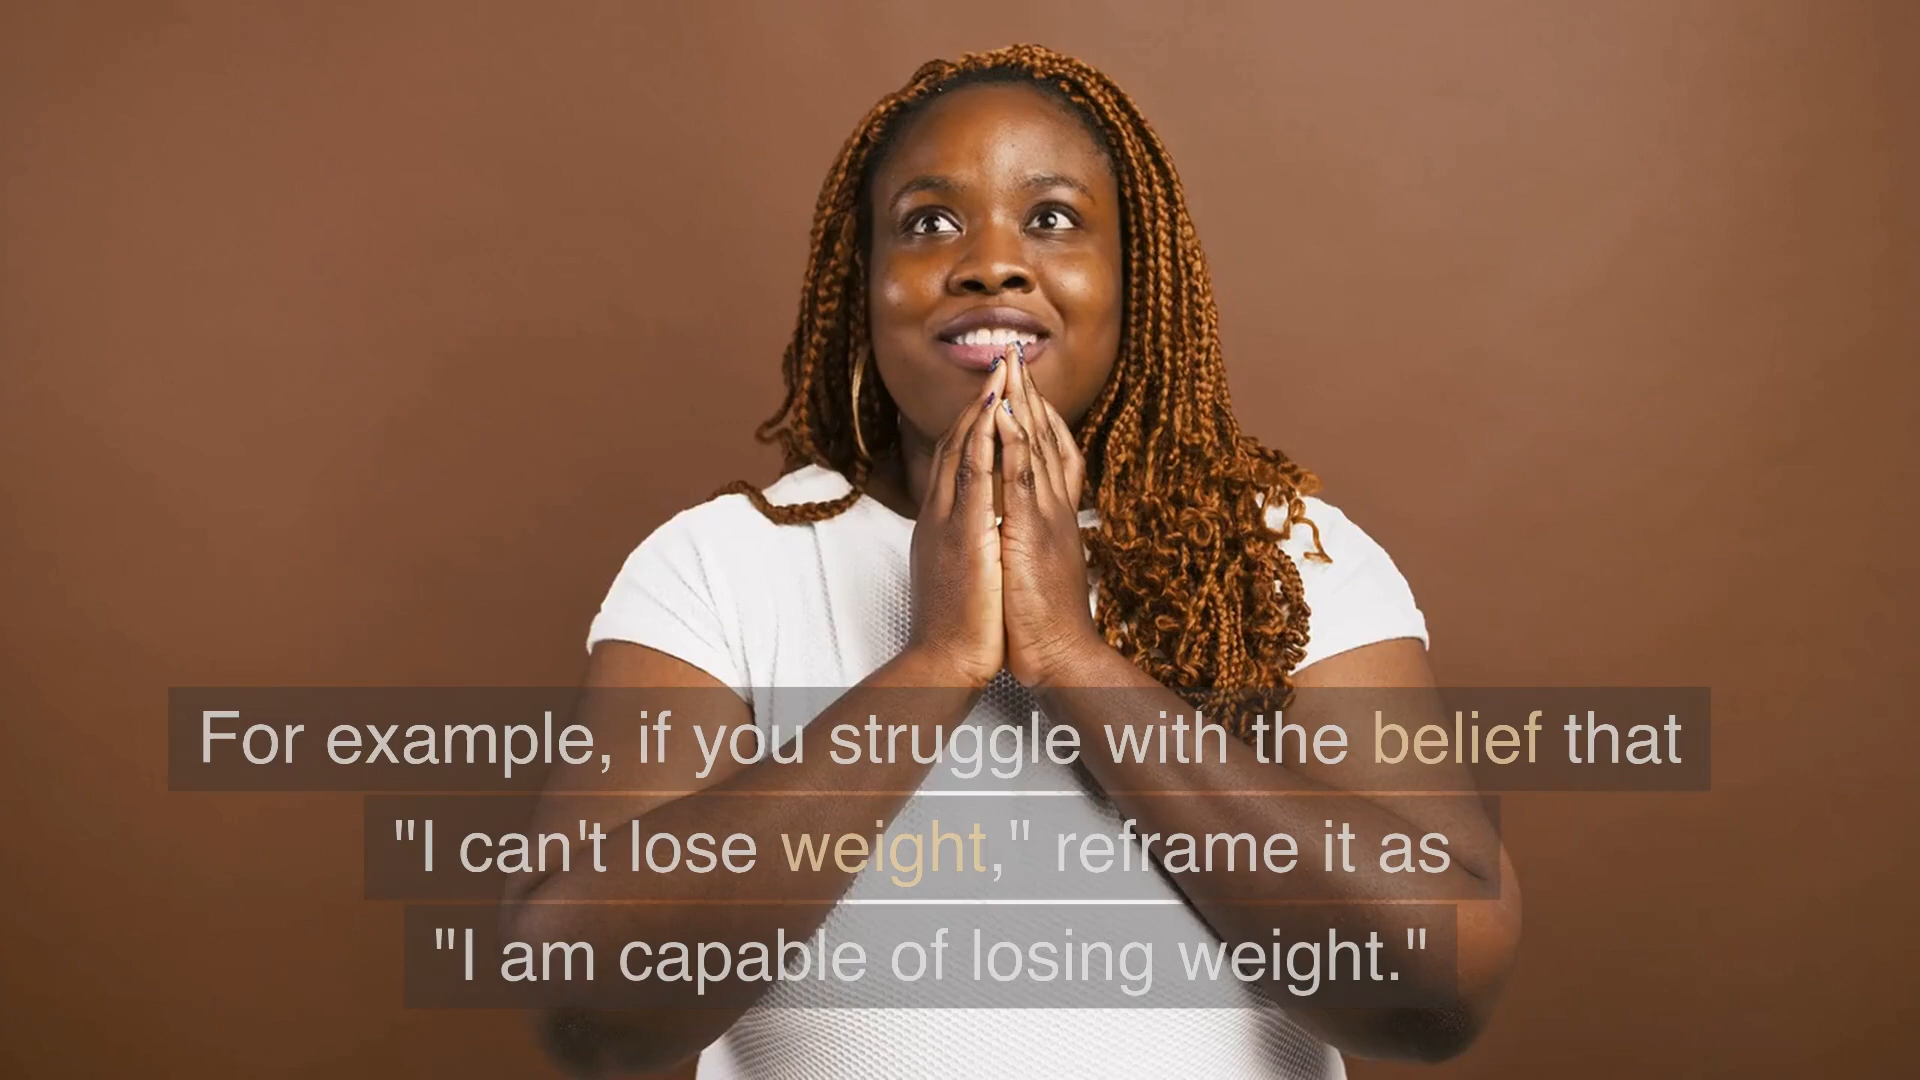 For example, if you struggle with the belief that
"I can't lose weight," reframe it as
"I am capable of losing weight."